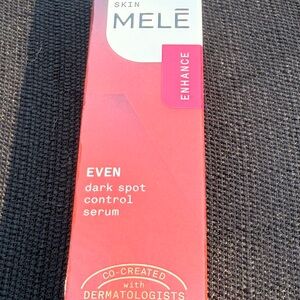 SKIN
MELĒ
ENHANCE
EVEN
dark spot
control
serum
CO-CREATED
with
DERMATOLOGISTS